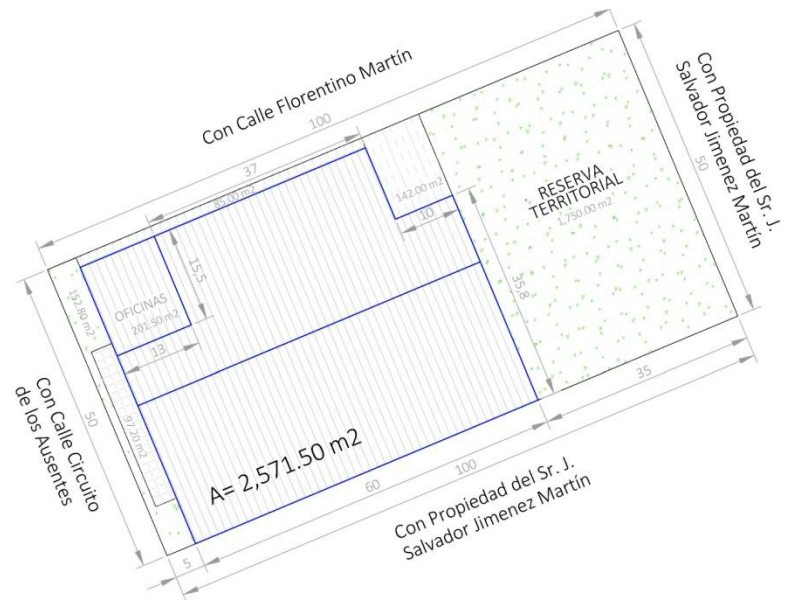 Con Calle Florentino Martín
100
37
85.00 m2
Con Propiedad del Sr. J.
Salvador Jimenez Martín
50
RESERVA
TERRITORIAL
1,750.00 m2
142.00 m2
10
15,5
OFICINAS
201.50 m2
13
152.80 m2
97.20 m2
35,8
Con Calle Circuito
de los Ausentes
50
A= 2,571.50 m2
35
60
100
5
Con Propiedad del Sr. J.
Salvador Jimenez Martín